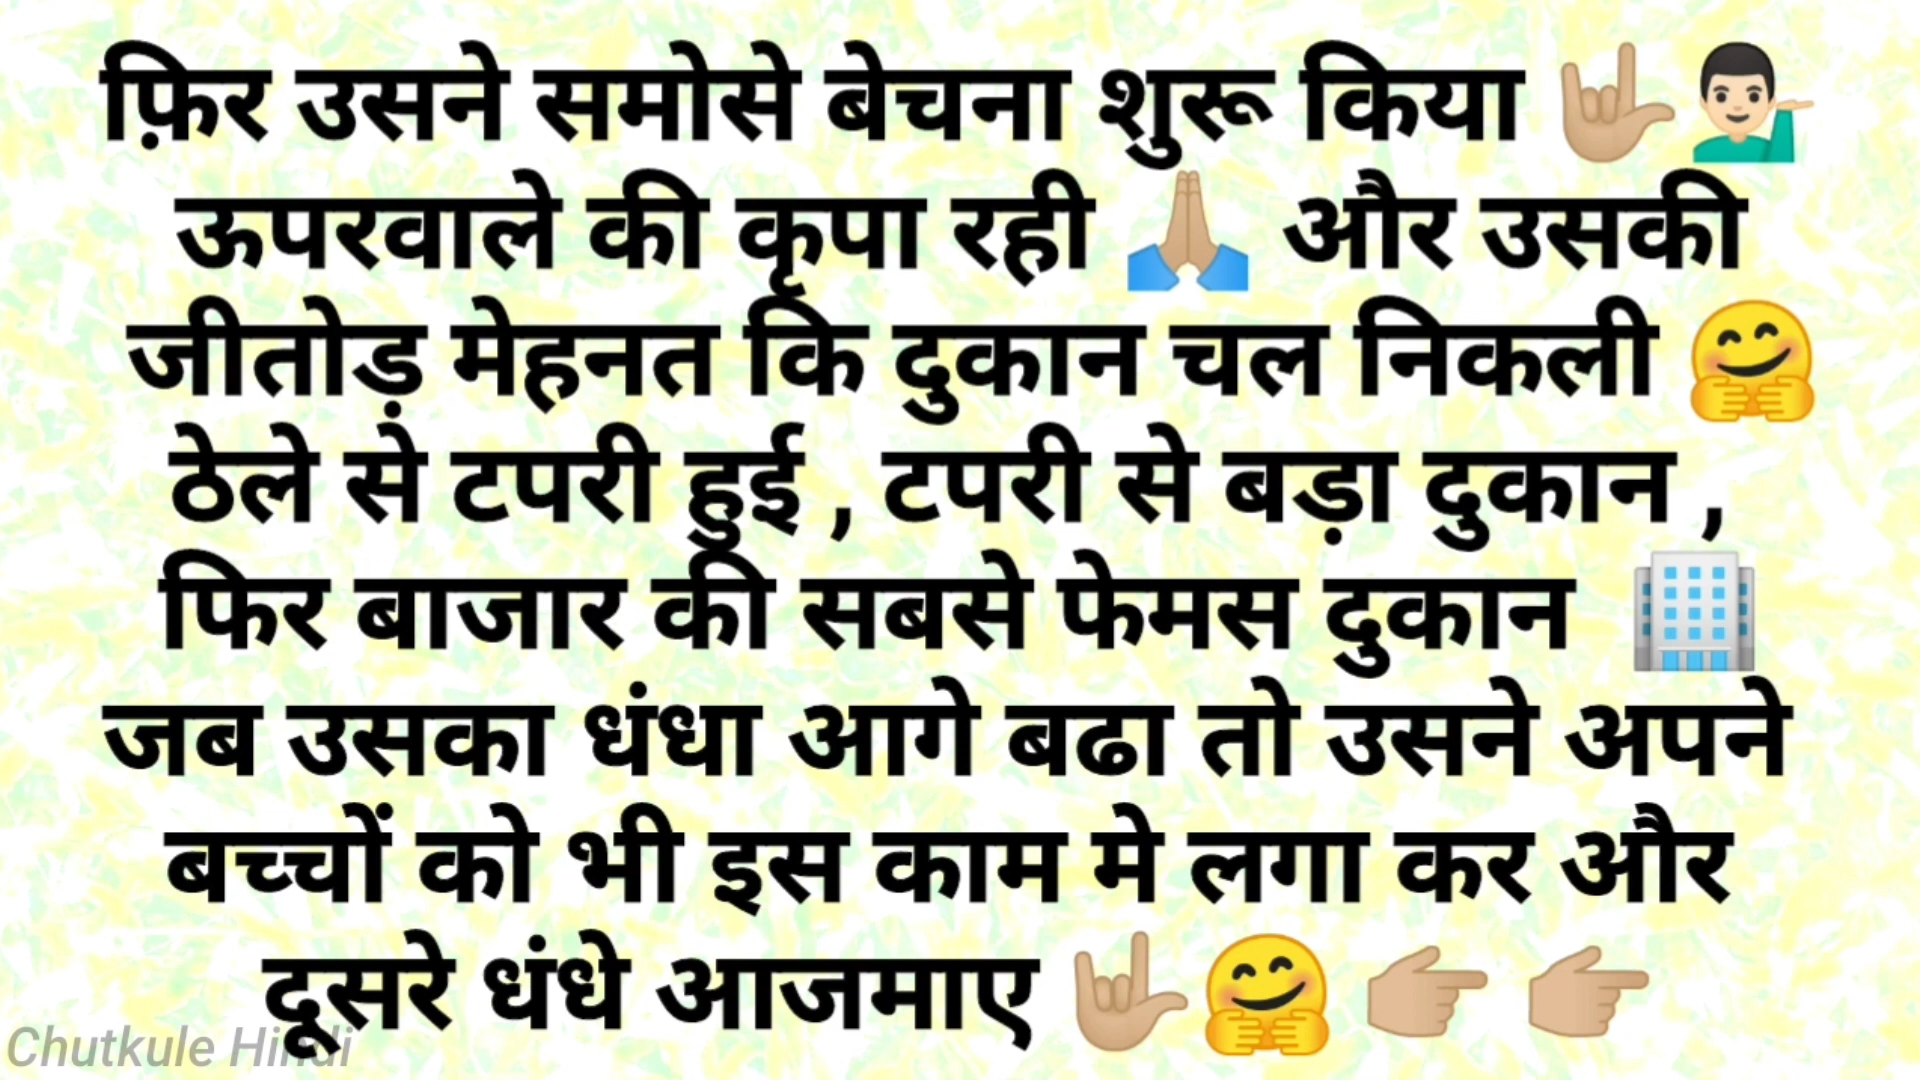 फ़िर उसने समोसे बेचना शुरू किया 🤟🏼💁🏻‍♂️
ऊपरवाले की कृपा रही 🙏🏼 और उसकी
जीतोड़ मेहनत कि दुकान चल निकली 🤗
ठेले से टपरी हुई , टपरी से बड़ा दुकान ,
फिर बाजार की सबसे फेमस दुकान 🏢
जब उसका धंधा आगे बढा तो उसने अपने
बच्चों को भी इस काम मे लगा कर और
दूसरे धंधे आजमाए 🤟🏼🤗👉🏼👉🏼
Chutkule Hindi